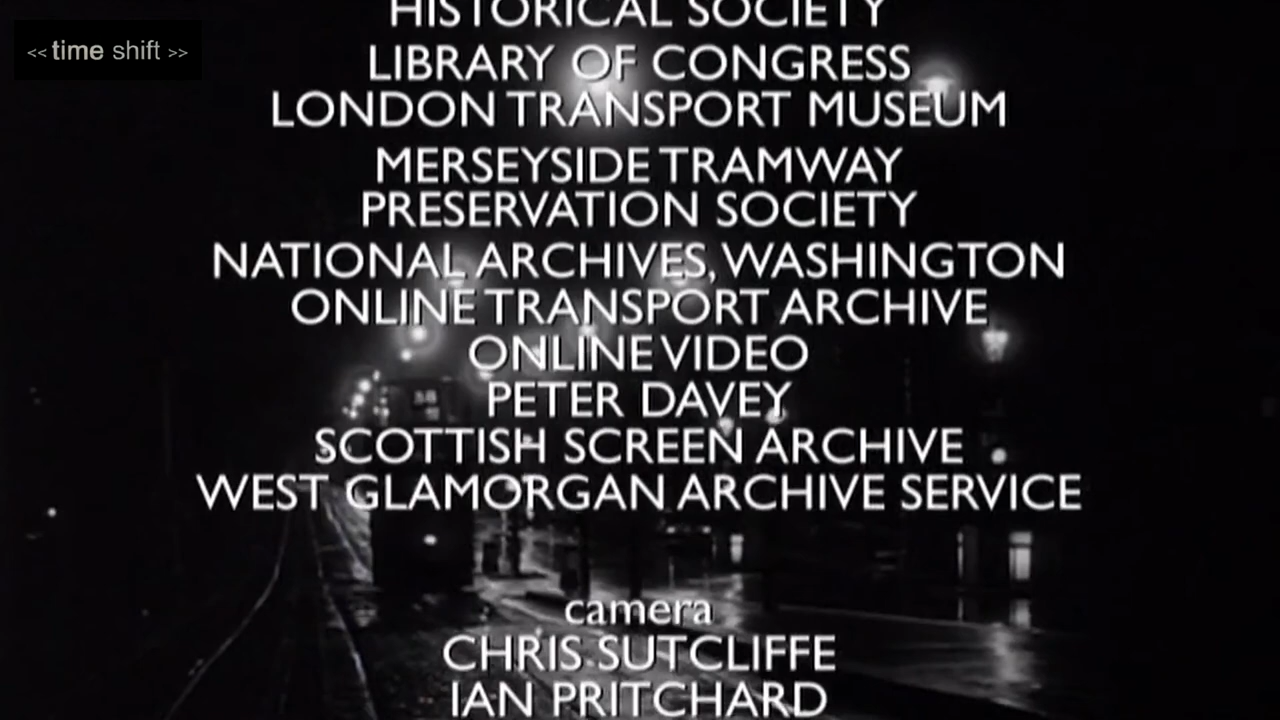 << time shift >>
HISTORICAL SOCIETY
LIBRARY OF CONGRESS
LONDON TRANSPORT MUSEUM
MERSEYSIDE TRAMWAY
PRESERVATION SOCIETY
NATIONAL ARCHIVES, WASHINGTON
ONLINE TRANSPORT ARCHIVE
ONLINE VIDEO
PETER DAVEY
SCOTTISH SCREEN ARCHIVE
WEST GLAMORGAN ARCHIVE SERVICE
camera
CHRIS SUTCLIFFE
IAN PRITCHARD